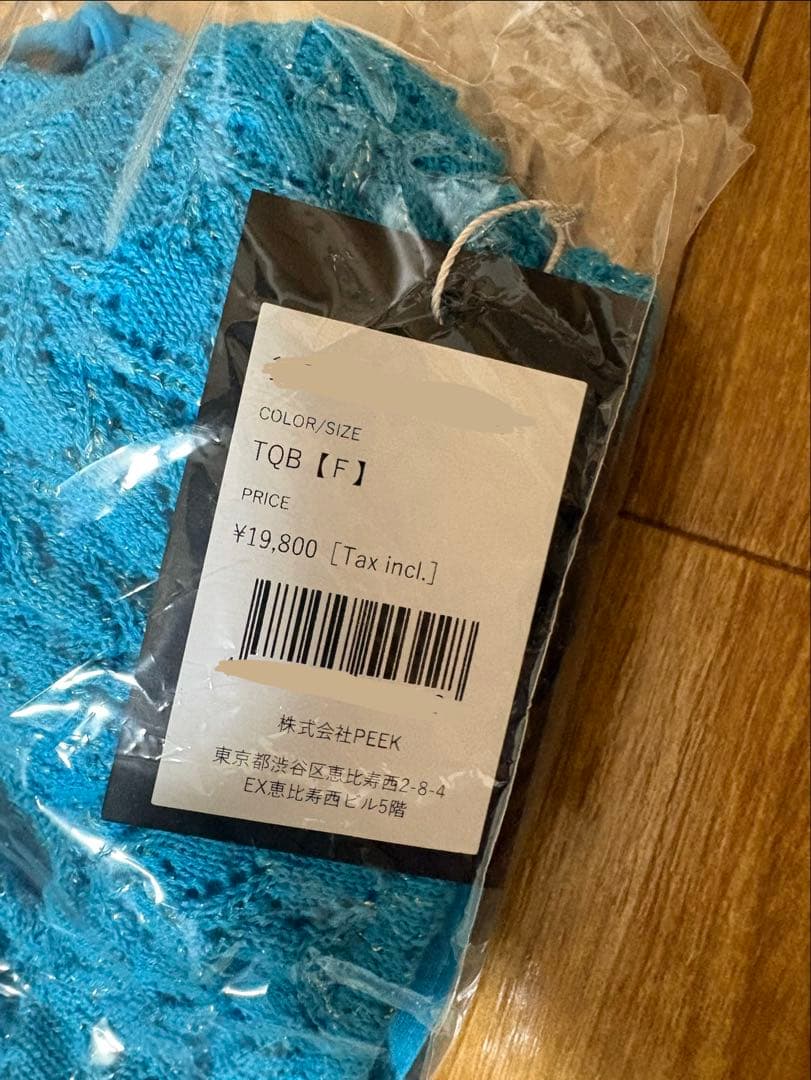 COLOR/SIZE
TQB【F】
PRICE
¥19,800 [Tax incl.]
株式会社PEEK
東京都渋谷区恵比寿西2-8-4
EX恵比寿西ビル5階